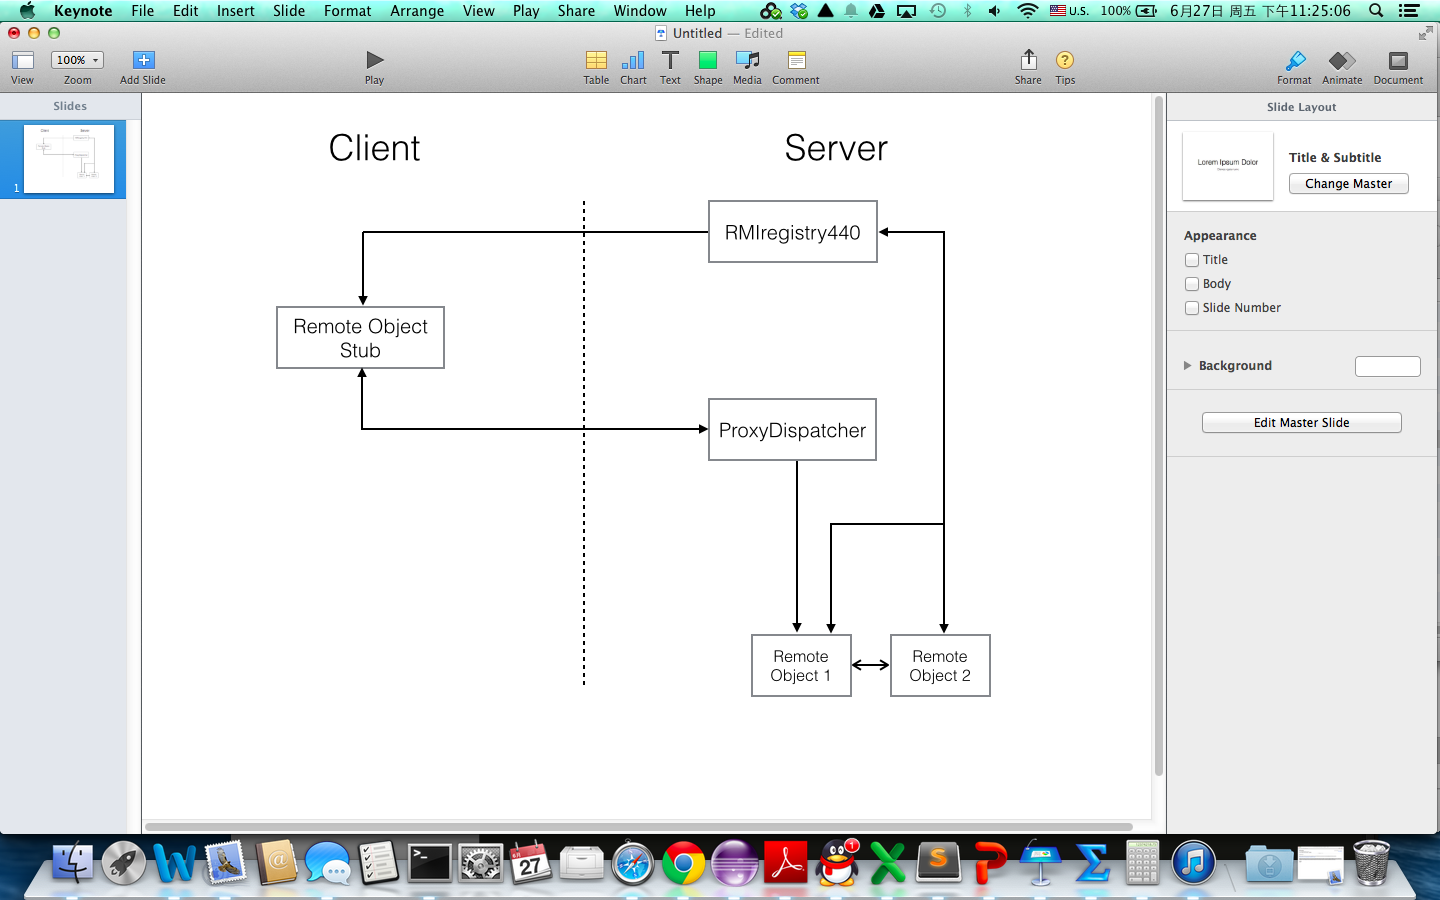 Keynote File Edit Insert Slide Format Arrange View Play Share Window Help U.S. 100% 6月27日 周五 下午11:25:06
Untitled — Edited
100%
View Zoom Add Slide Play Table Chart Text Shape Media Comment Share Tips Format Animate Document
Slides
1
Client Server
RMIregistry440
Remote Object
Stub
ProxyDispatcher
Remote
Object 1
Remote
Object 2
Slide Layout
Lorem Ipsum Dolor
Title & Subtitle
Change Master
Appearance
Title
Body
Slide Number
Background
Edit Master Slide
27
1